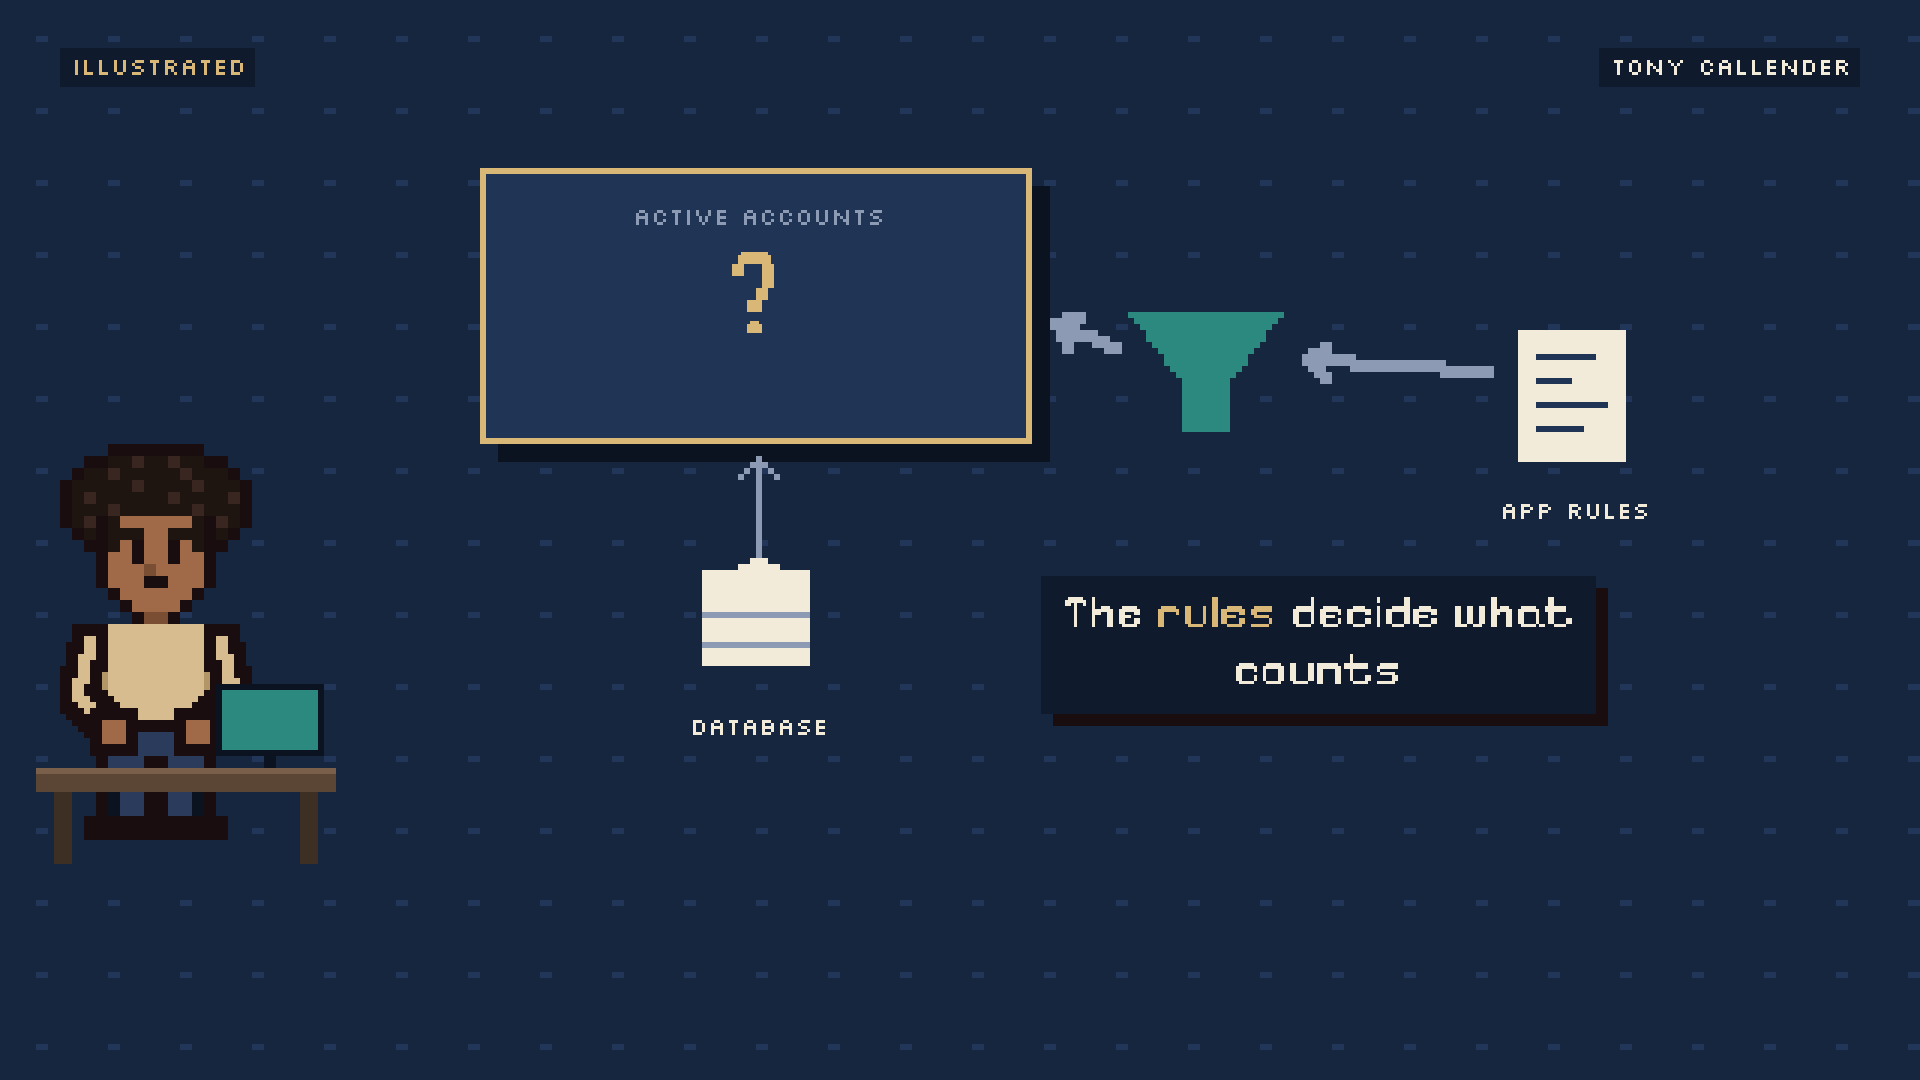 ILLUSTRATED
TONY CALLENDER
ACTIVE ACCOUNTS
?
APP RULES
The rules decide what
counts
DATABASE